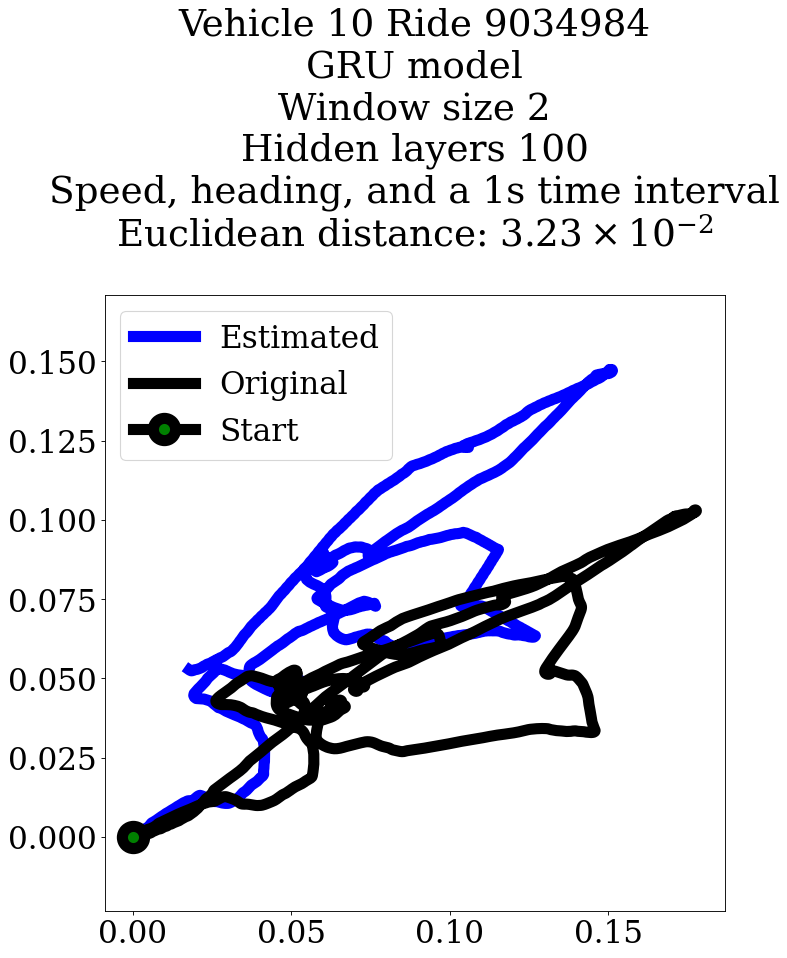 Vehicle 10 Ride 9034984
GRU model
Window size 2
Hidden layers 100
Speed, heading, and a 1s time interval
Euclidean distance: 3.23 × 10⁻²
Estimated
Original
Start
0.150
0.125
0.100
0.075
0.050
0.025
0.000
0.00 0.05 0.10 0.15